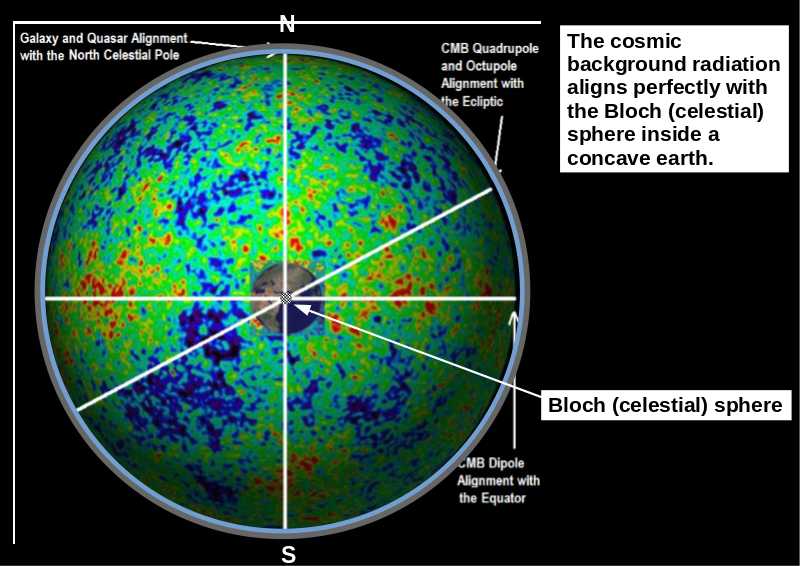 N
Galaxy and Quasar Alignment
with the North Celestial Pole
CMB Quadrupole
and Octupole
Alignment with
the Ecliptic
The cosmic
background radiation
aligns perfectly with
the Bloch (celestial)
sphere inside a
concave earth.
Bloch (celestial) sphere
CMB Dipole
Alignment with
the Equator
S